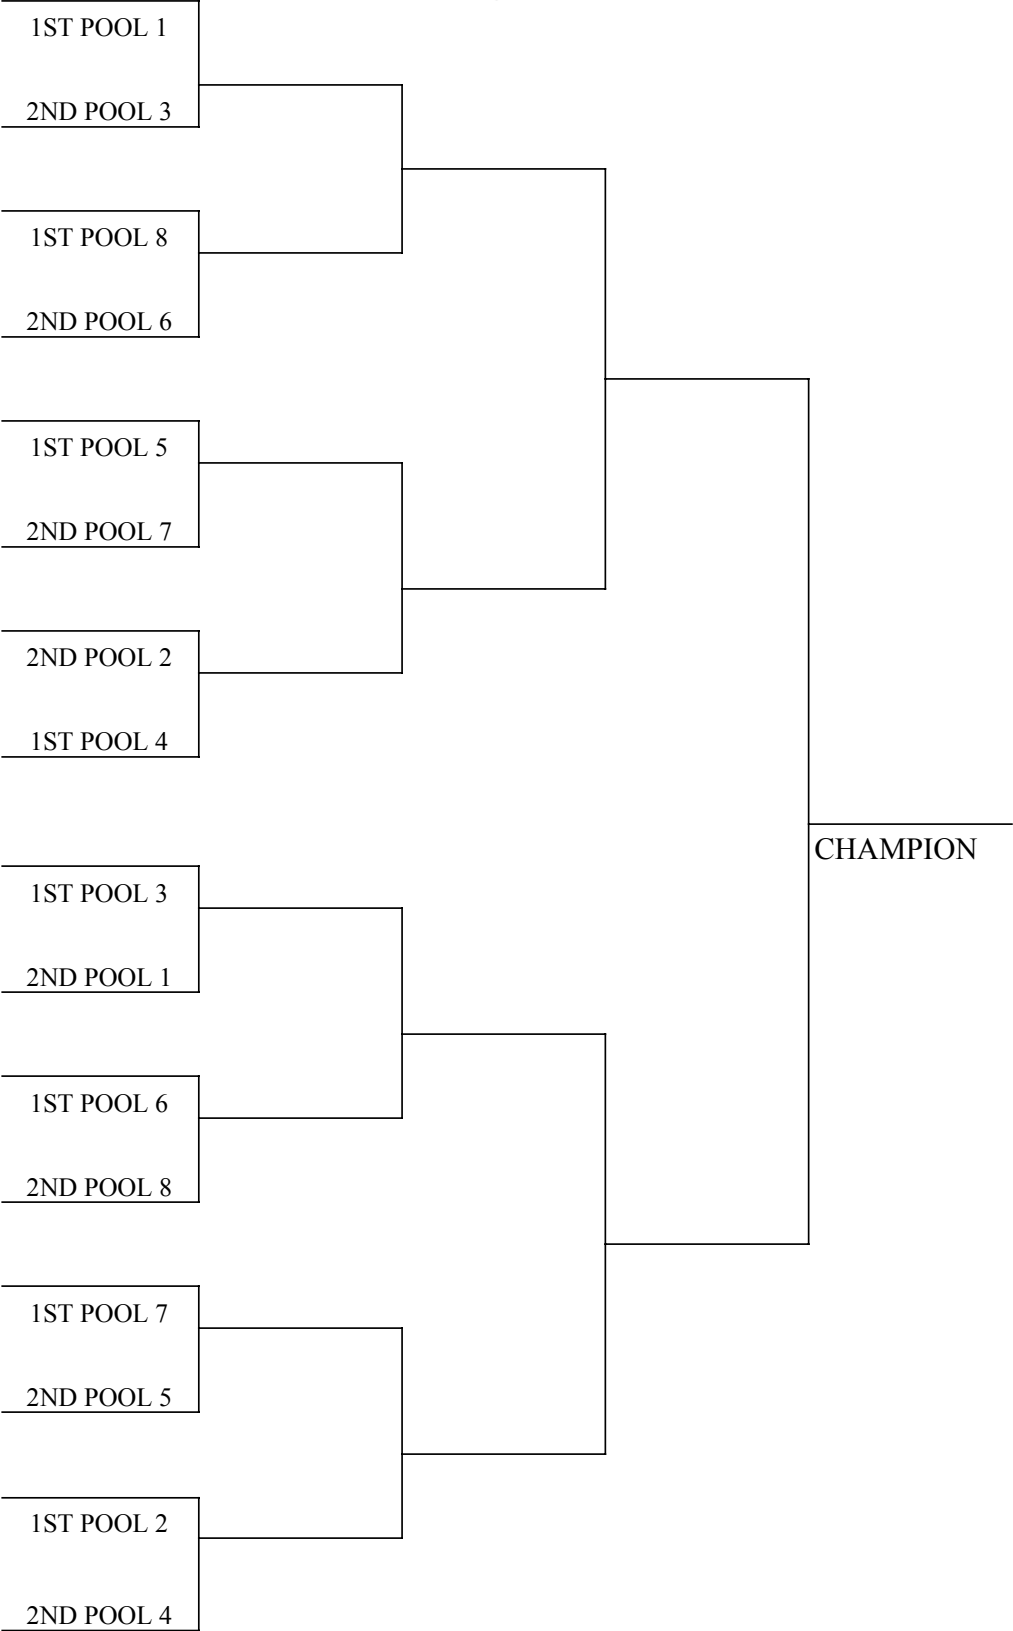 1ST POOL 1
2ND POOL 3
1ST POOL 8
2ND POOL 6
1ST POOL 5
2ND POOL 7
2ND POOL 2
1ST POOL 4
CHAMPION
1ST POOL 3
2ND POOL 1
1ST POOL 6
2ND POOL 8
1ST POOL 7
2ND POOL 5
1ST POOL 2
2ND POOL 4